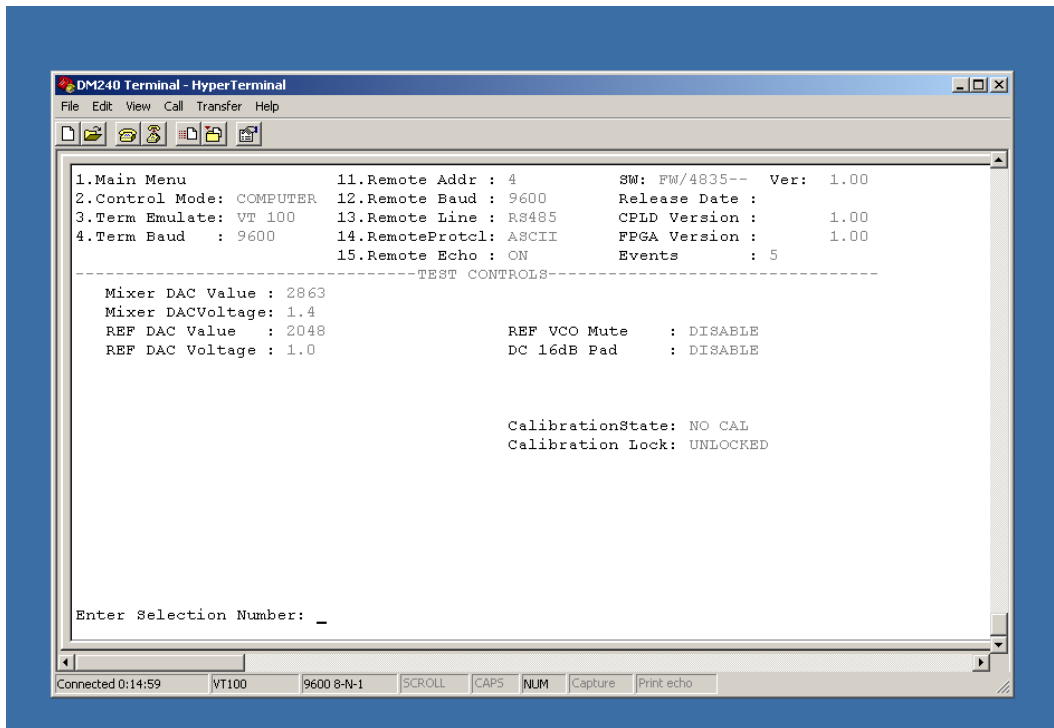 DM240 Terminal - HyperTerminal
File Edit View Call Transfer Help
1.Main Menu 11.Remote Addr : 4 SW: FW/4835-- Ver: 1.00
2.Control Mode: COMPUTER 12.Remote Baud : 9600 Release Date :
3.Term Emulate: VT 100 13.Remote Line : RS485 CPLD Version : 1.00
4.Term Baud : 9600 14.RemoteProtcl: ASCII FPGA Version : 1.00
15.Remote Echo : ON Events : 5
----------------------------------TEST CONTROLS---------------------------------
Mixer DAC Value : 2863
Mixer DACVoltage: 1.4
REF DAC Value : 2048 REF VCO Mute : DISABLE
REF DAC Voltage : 1.0 DC 16dB Pad : DISABLE
CalibrationState: NO CAL
Calibration Lock: UNLOCKED
Enter Selection Number: _
Connected 0:14:59 VT100 9600 8-N-1 SCROLL CAPS NUM Capture Print echo